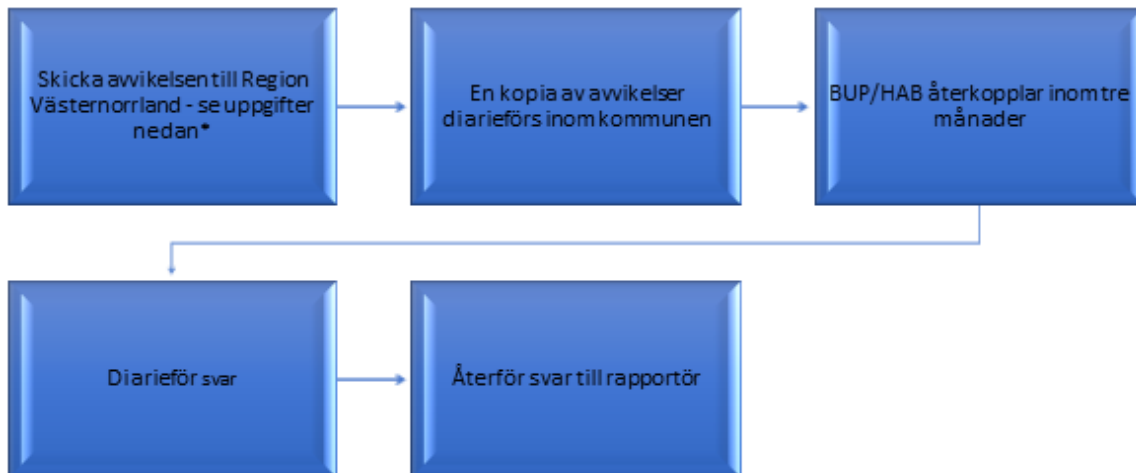 Skicka avvikelsen till Region
Västernorrland - se uppgifter
nedan*
En kopia av avvikelser
diarieförs inom kommunen
BUP/HAB återkopplar inom tre
månader
Diarieför svar
Återför svar till rapportör